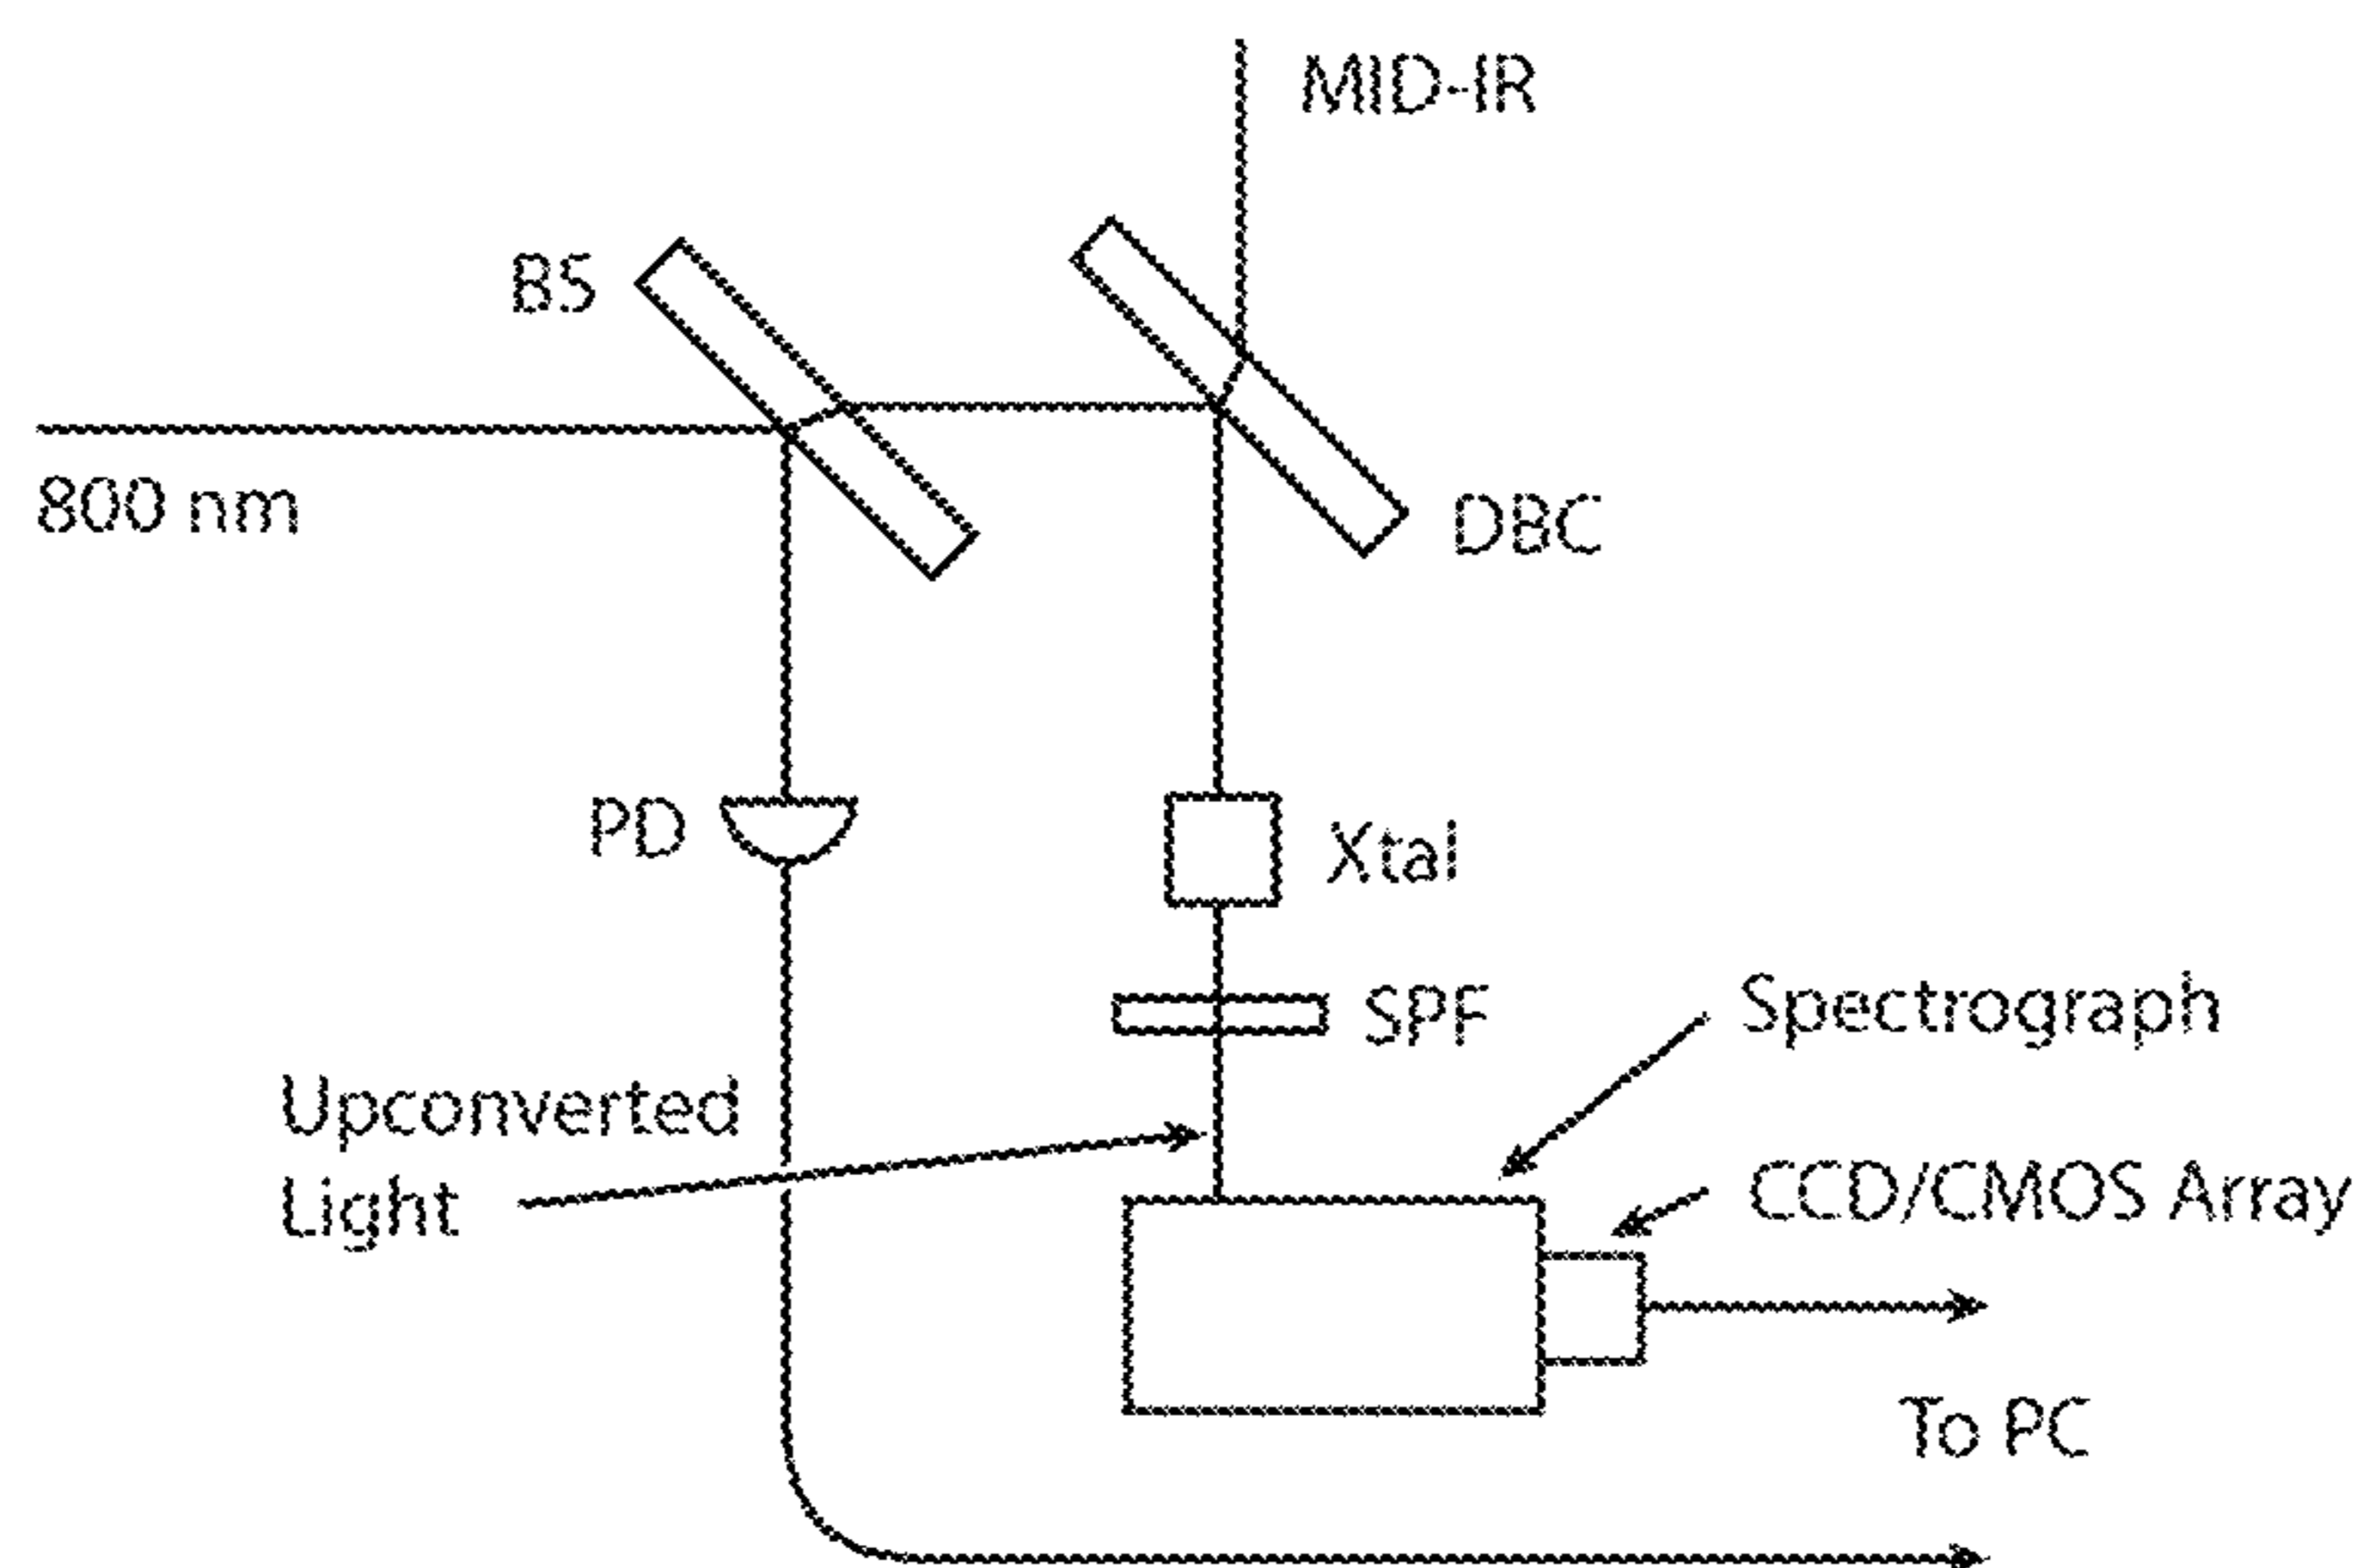 MID-IR
BS
800 nm
DBC
PD
Xtal
SPF
Spectrograph
Upconverted
Light
CCD/CMOS Array
To PC